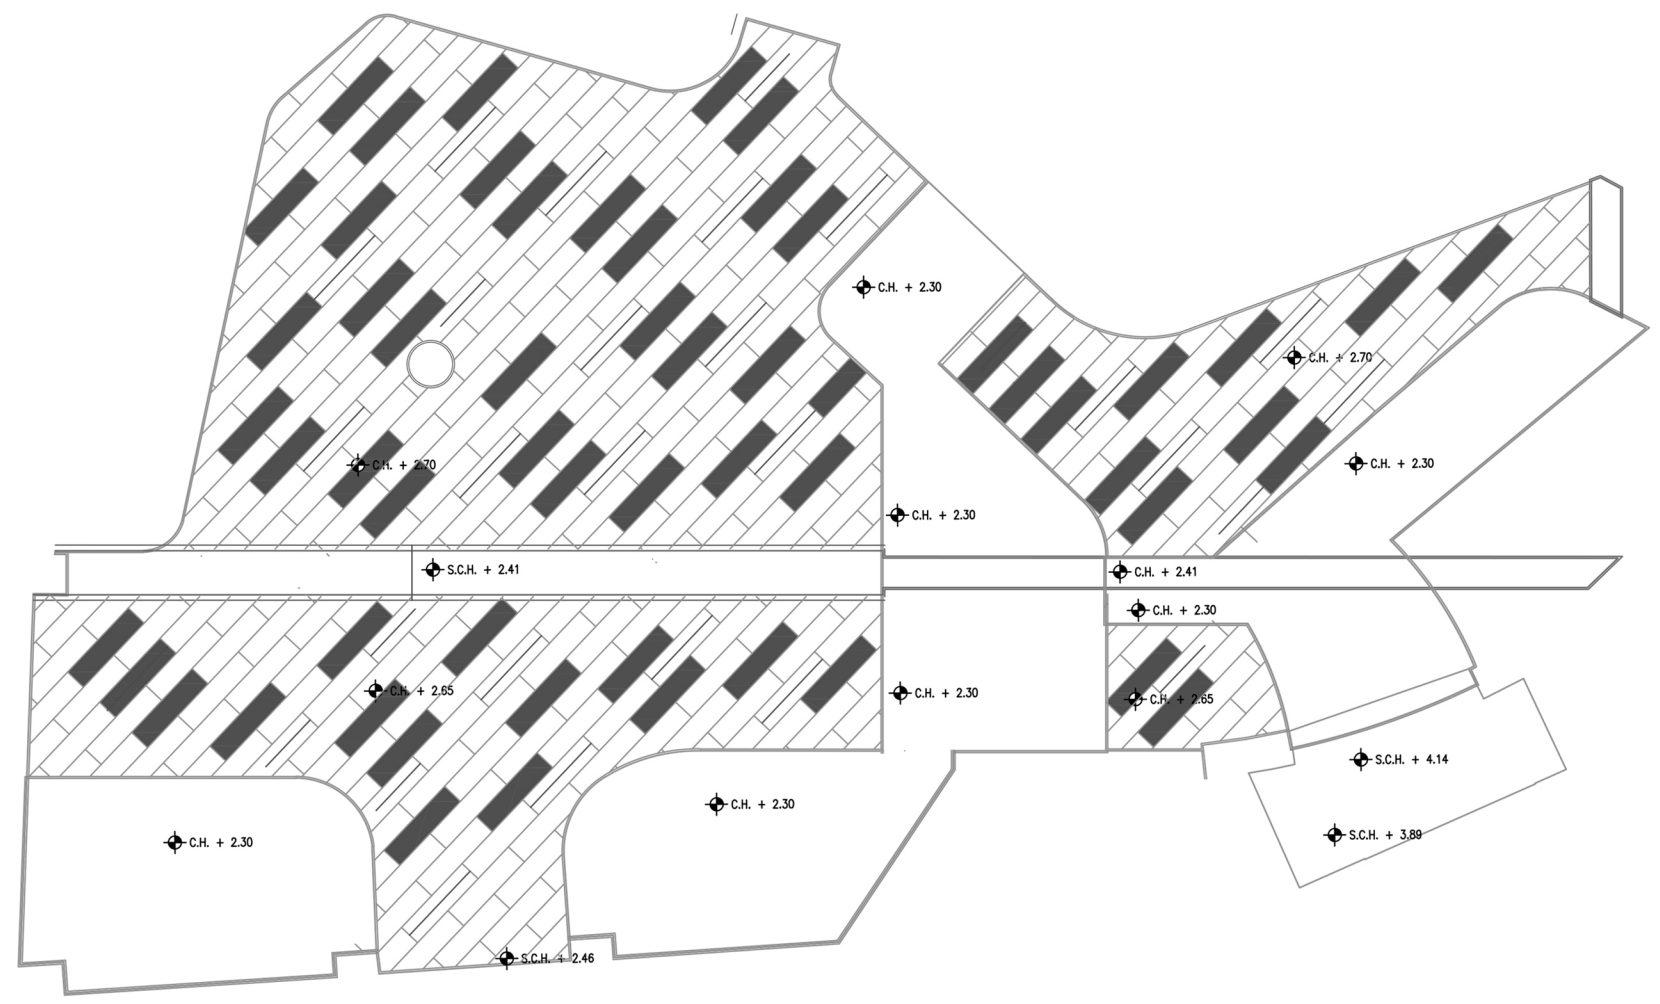 C.H. + 2.30
C.H. + 2.70
C.H. + 2.70
C.H. + 2.30
C.H. + 2.30
S.C.H. + 2.41
C.H. + 2.41
C.H. + 2.30
C.H. + 2.65
C.H. + 2.30
C.H. + 2.65
S.C.H. + 4.14
C.H. + 2.30
S.C.H. + 3.89
C.H. + 2.30
S.C.H. + 2.46